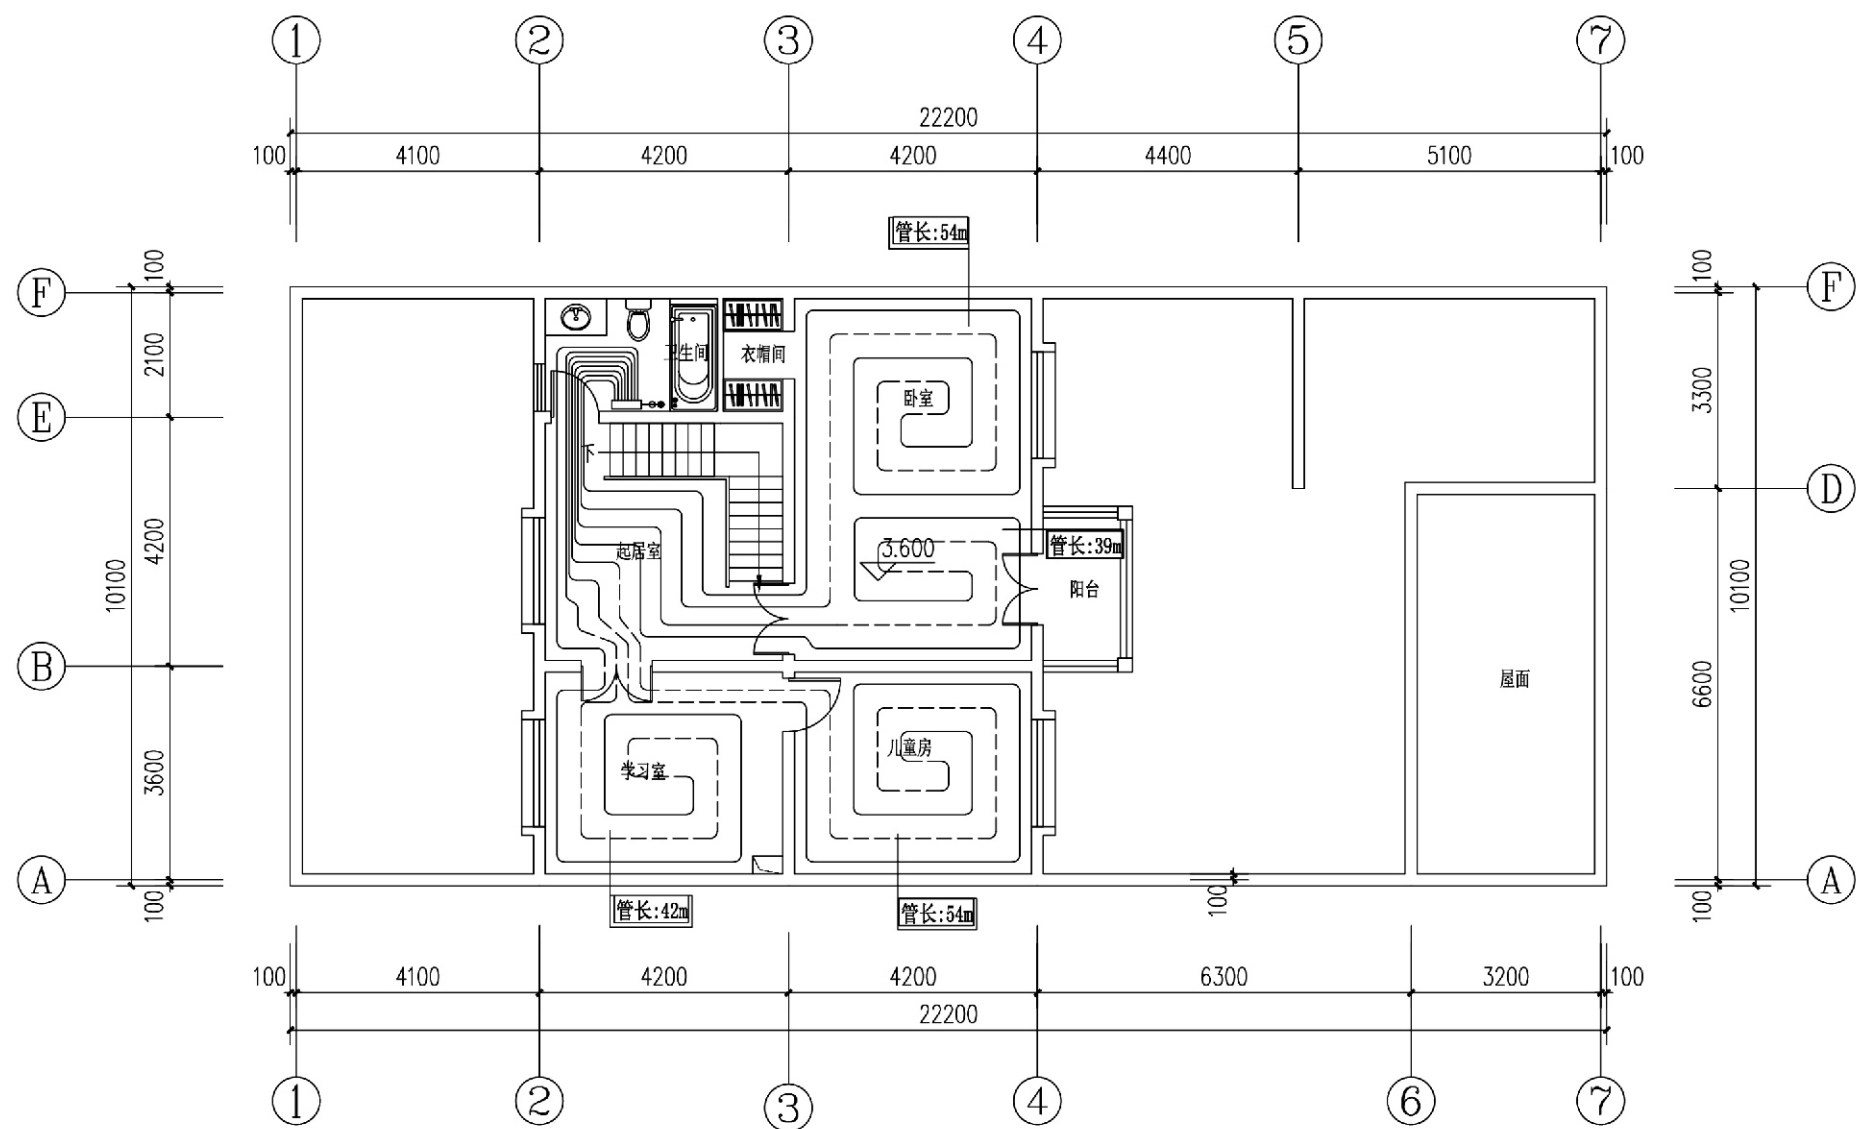 1 2 3 4 5 7
22200
100 4100 4200 4200 4400 5100 100
管长:54m
F 100 100 F
2100
卫生间 衣帽间
卧室
3300
E
下
D
4200
起居室
3.600
管长:39m
阳台
10100 10100
B
屋面
6600
儿童房
学习室
3600
A 100 100 100 A
管长:42m 管长:54m
100 4100 4200 4200 6300 3200 100
22200
1 2 3 4 6 7